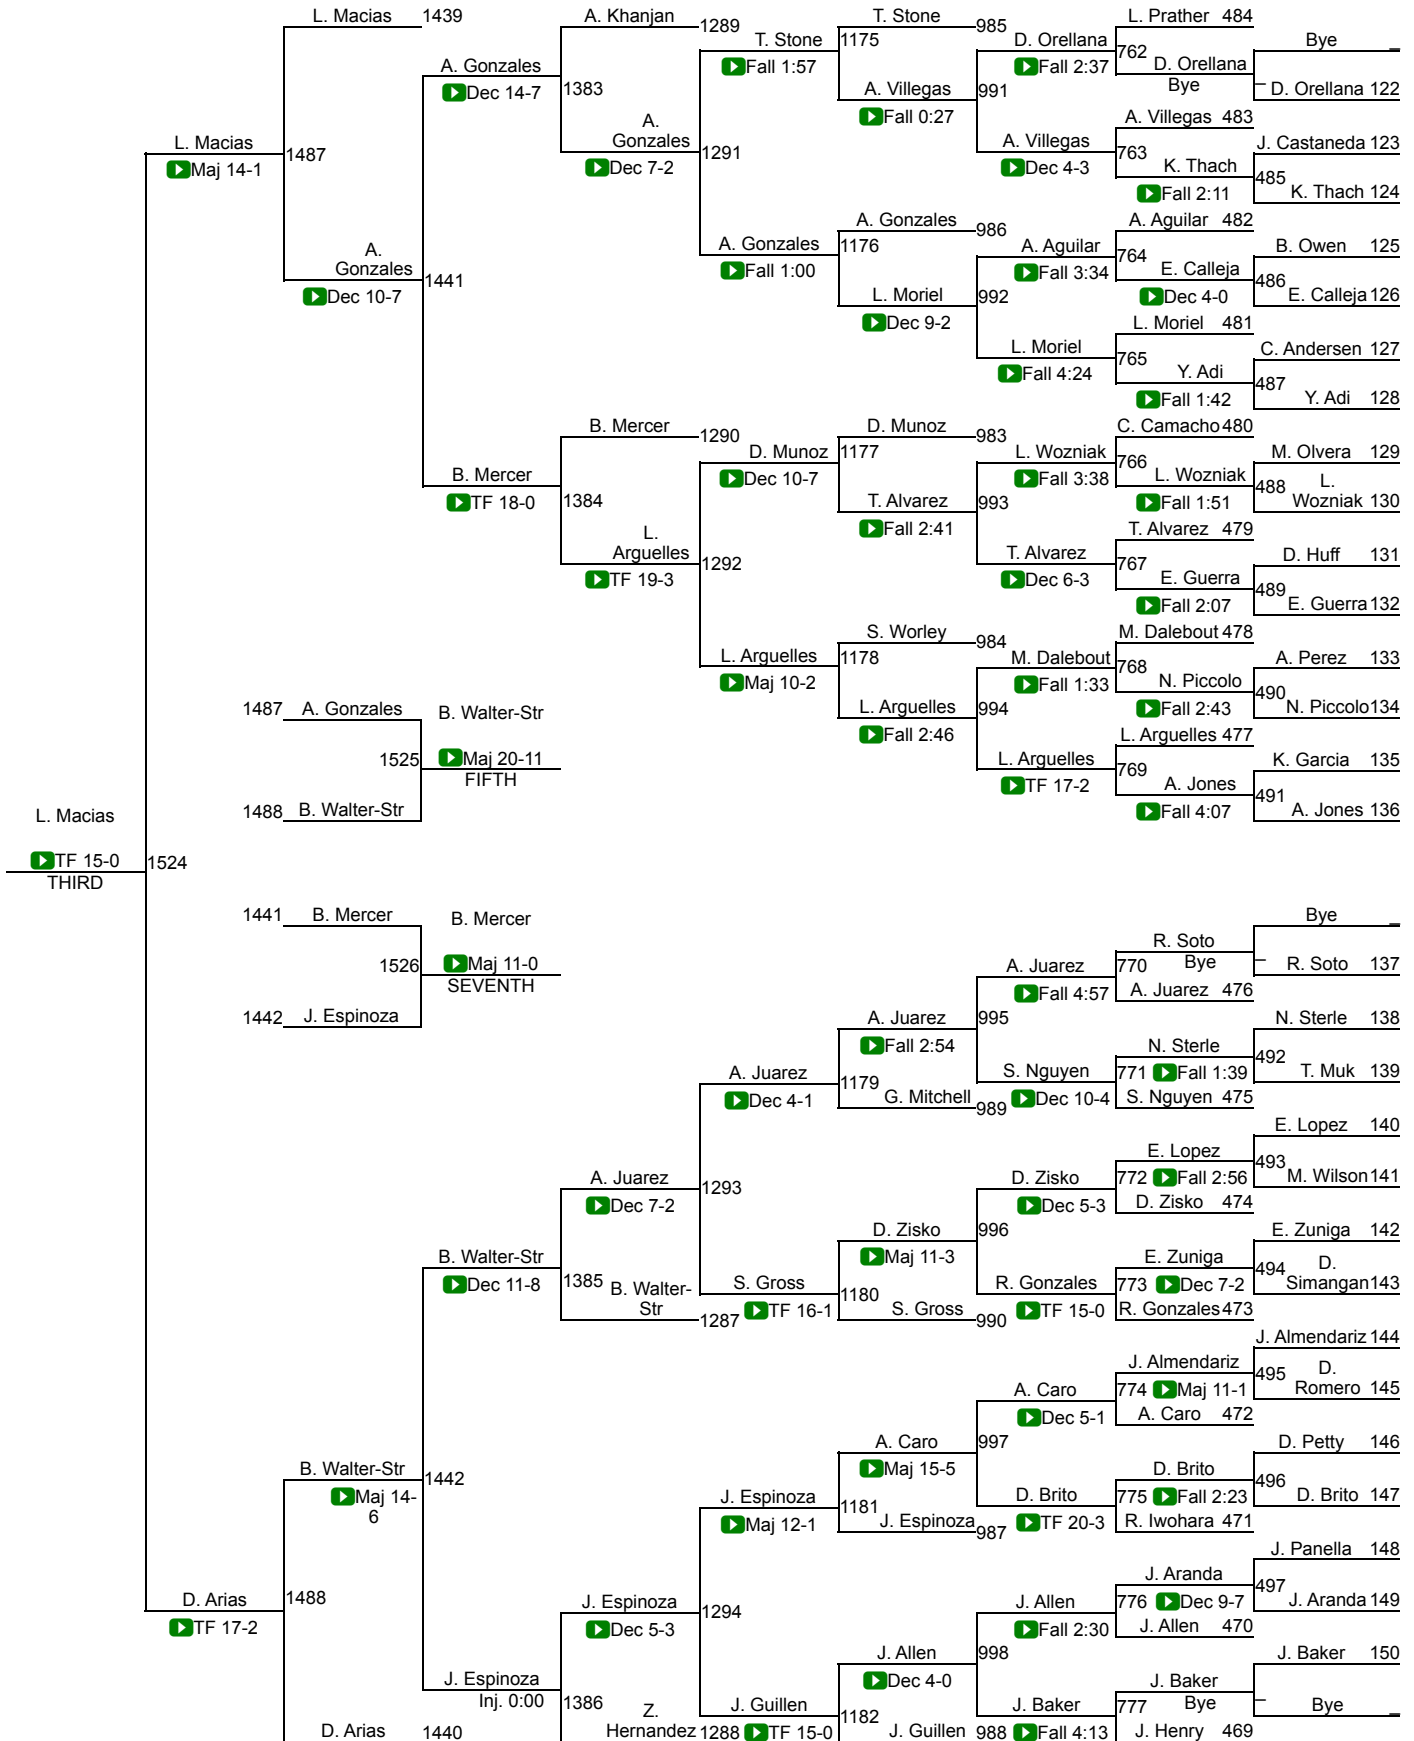 L. Macias 1439
A. Khanjan
1289
T. Stone
985
L. Prather 484
T. Stone
1175
D. Orellana
762
Bye _
Fall 1:57
Fall 2:37
D. Orellana
A. Gonzales
1383
A. Villegas
991
Bye
_
D. Orellana 122
Dec 14-7
Fall 0:27
A. Villegas 483
A.
Gonzales
1291
A. Villegas
763
J. Castaneda 123
L. Macias
1487
Dec 7-2
Dec 4-3
K. Thach
485
Maj 14-1
Fall 2:11
K. Thach 124
A. Gonzales
986
A. Aguilar 482
A. Gonzales
1176
A. Aguilar
764
B. Owen 125
Fall 1:00
Fall 3:34
E. Calleja
486
A.
Gonzales
1441
L. Moriel
992
Dec 4-0
E. Calleja 126
Dec 10-7
Dec 9-2
L. Moriel 481
L. Moriel
765
C. Andersen 127
Fall 4:24
Y. Adi
487
Fall 1:42
Y. Adi 128
B. Mercer
1290
D. Munoz
983
C. Camacho 480
D. Munoz
1177
L. Wozniak
766
M. Olvera 129
B. Mercer
1384
Dec 10-7
Fall 3:38
L. Wozniak
488
L.
Wozniak 130
TF 18-0
T. Alvarez
993
Fall 1:51
Fall 2:41
T. Alvarez 479
L.
Arguelles
1292
T. Alvarez
767
D. Huff 131
TF 19-3
Dec 6-3
E. Guerra
489
Fall 2:07
E. Guerra 132
S. Worley
984
M. Dalebout 478
L. Arguelles
1178
M. Dalebout
768
A. Perez 133
Maj 10-2
Fall 1:33
N. Piccolo
490
1487 A. Gonzales
B. Walter-Str
L. Arguelles
994
Fall 2:43
N. Piccolo 134
Fall 2:46
L. Arguelles 477
1525
Maj 20-11
L. Arguelles
769
K. Garcia 135
FIFTH
TF 17-2
A. Jones
491
1488 B. Walter-Str
Fall 4:07
A. Jones 136
L. Macias
TF 15-0
1524
THIRD
1441 B. Mercer
B. Mercer
Bye _
R. Soto
1526
Maj 11-0
A. Juarez
770
Bye
_
R. Soto 137
SEVENTH
Fall 4:57
A. Juarez 476
1442 J. Espinoza
A. Juarez
995
N. Sterle 138
Fall 2:54
N. Sterle
492
A. Juarez
1179
S. Nguyen
771
Fall 1:39
T. Muk 139
Dec 4-1
G. Mitchell
989
Dec 10-4
S. Nguyen 475
E. Lopez 140
E. Lopez
493
A. Juarez
1293
D. Zisko
772
Fall 2:56
M. Wilson 141
Dec 7-2
Dec 5-3
D. Zisko 474
D. Zisko
996
E. Zuniga 142
B. Walter-Str
Maj 11-3
E. Zuniga
494
D.
Simangan 143
Dec 11-8
1385
B. Walter-
Str
1287
S. Gross
1180
R. Gonzales
773
Dec 7-2
TF 16-1
S. Gross
990
TF 15-0
R. Gonzales 473
J. Almendariz 144
J. Almendariz
495
D.
Romero 145
A. Caro
774
Maj 11-1
Dec 5-1
A. Caro 472
A. Caro
997
D. Petty 146
B. Walter-Str
1442
Maj 15-5
D. Brito
496
Maj 14-
6
J. Espinoza
1181
D. Brito
775
Fall 2:23
D. Brito 147
Maj 12-1
J. Espinoza
987
TF 20-3
R. Iwohara 471
J. Panella 148
J. Aranda
497
D. Arias
1488
J. Espinoza
1294
J. Allen
776
Dec 9-7
J. Aranda 149
TF 17-2
Dec 5-3
Fall 2:30
J. Allen 470
J. Allen
998
J. Baker 150
J. Espinoza
Dec 4-0
J. Baker
Inj. 0:00
1386
Z.
Hernandez 1288
J. Guillen
1182
J. Baker
777
Bye
_
Bye _
D. Arias 1440
TF 15-0
J. Guillen 988
Fall 4:13
J. Henry 469